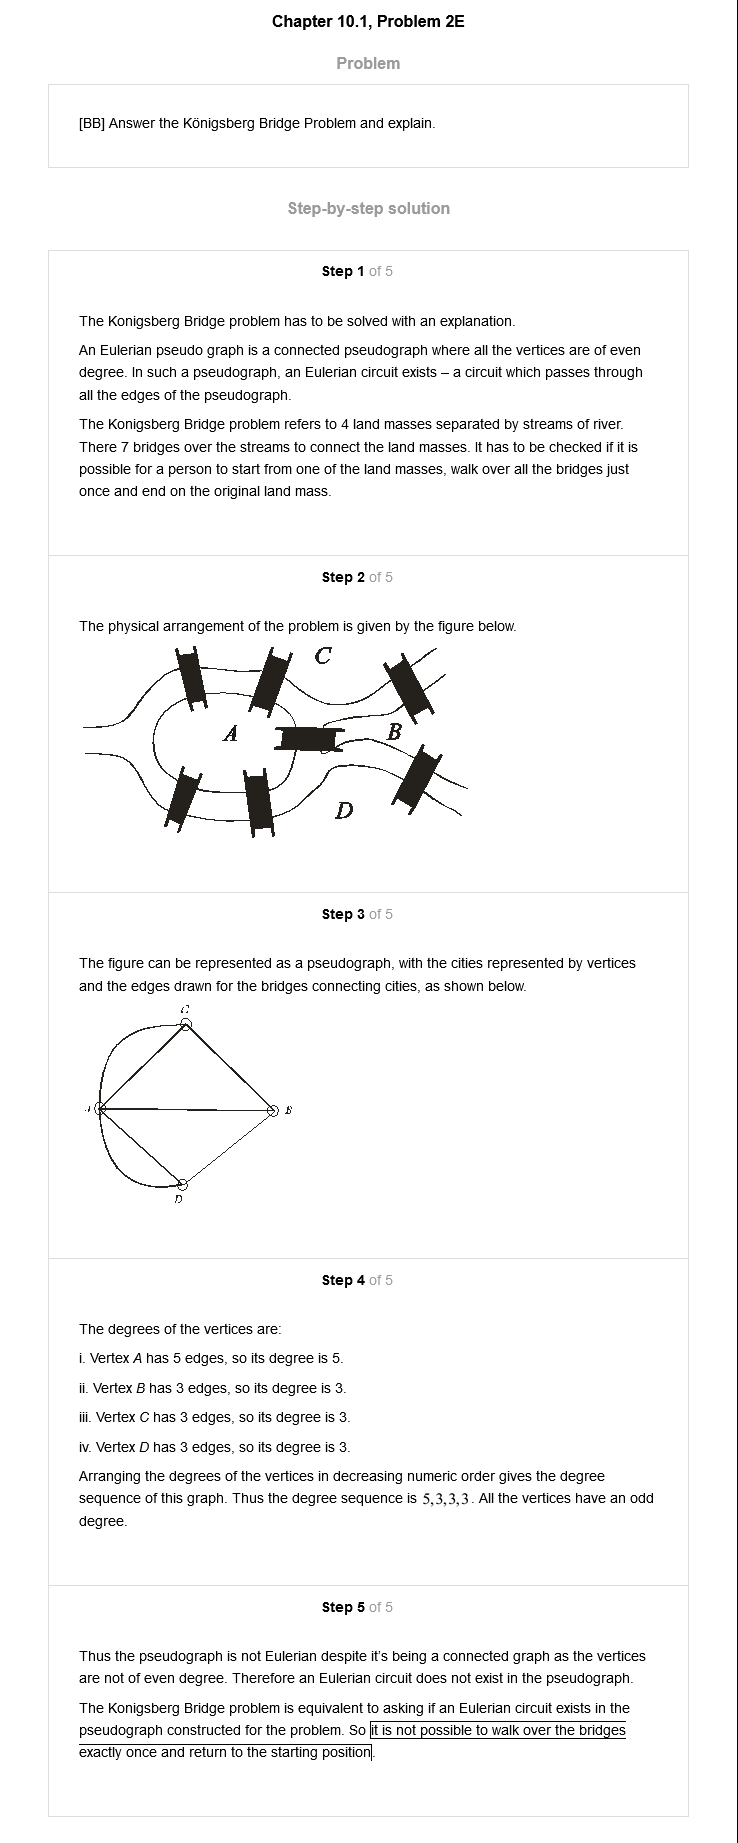 Chapter 10.1, Problem 2E
Problem
[BB] Answer the Königsberg Bridge Problem and explain.
Step-by-step solution
Step 1 of 5
The Konigsberg Bridge problem has to be solved with an explanation.
An Eulerian pseudo graph is a connected pseudograph where all the vertices are of even
degree. In such a pseudograph, an Eulerian circuit exists – a circuit which passes through
all the edges of the pseudograph.
The Konigsberg Bridge problem refers to 4 land masses separated by streams of river.
There 7 bridges over the streams to connect the land masses. It has to be checked if it is
possible for a person to start from one of the land masses, walk over all the bridges just
once and end on the original land mass.
Step 2 of 5
The physical arrangement of the problem is given by the figure below.
C
A
B
D
Step 3 of 5
The figure can be represented as a pseudograph, with the cities represented by vertices
and the edges drawn for the bridges connecting cities, as shown below.
C
A
B
D
Step 4 of 5
The degrees of the vertices are:
i. Vertex A has 5 edges, so its degree is 5.
ii. Vertex B has 3 edges, so its degree is 3.
iii. Vertex C has 3 edges, so its degree is 3.
iv. Vertex D has 3 edges, so its degree is 3.
Arranging the degrees of the vertices in decreasing numeric order gives the degree
sequence of this graph. Thus the degree sequence is 5,3,3,3. All the vertices have an odd
degree.
Step 5 of 5
Thus the pseudograph is not Eulerian despite it's being a connected graph as the vertices
are not of even degree. Therefore an Eulerian circuit does not exist in the pseudograph.
The Konigsberg Bridge problem is equivalent to asking if an Eulerian circuit exists in the
pseudograph constructed for the problem. So it is not possible to walk over the bridges
exactly once and return to the starting position.